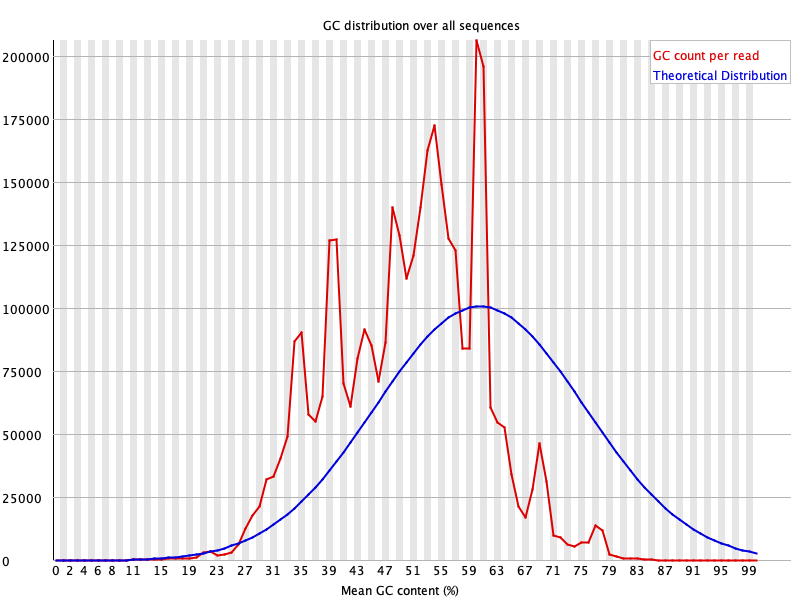 GC distribution over all sequences
GC count per read
Theoretical Distribution
200000
175000
150000
125000
100000
75000
50000
25000
0
0 2 4 6 8 11 15 19 23 27 31 35 39 43 47 51 55 59 63 67 71 75 79 83 87 91 95 99
Mean GC content (%)